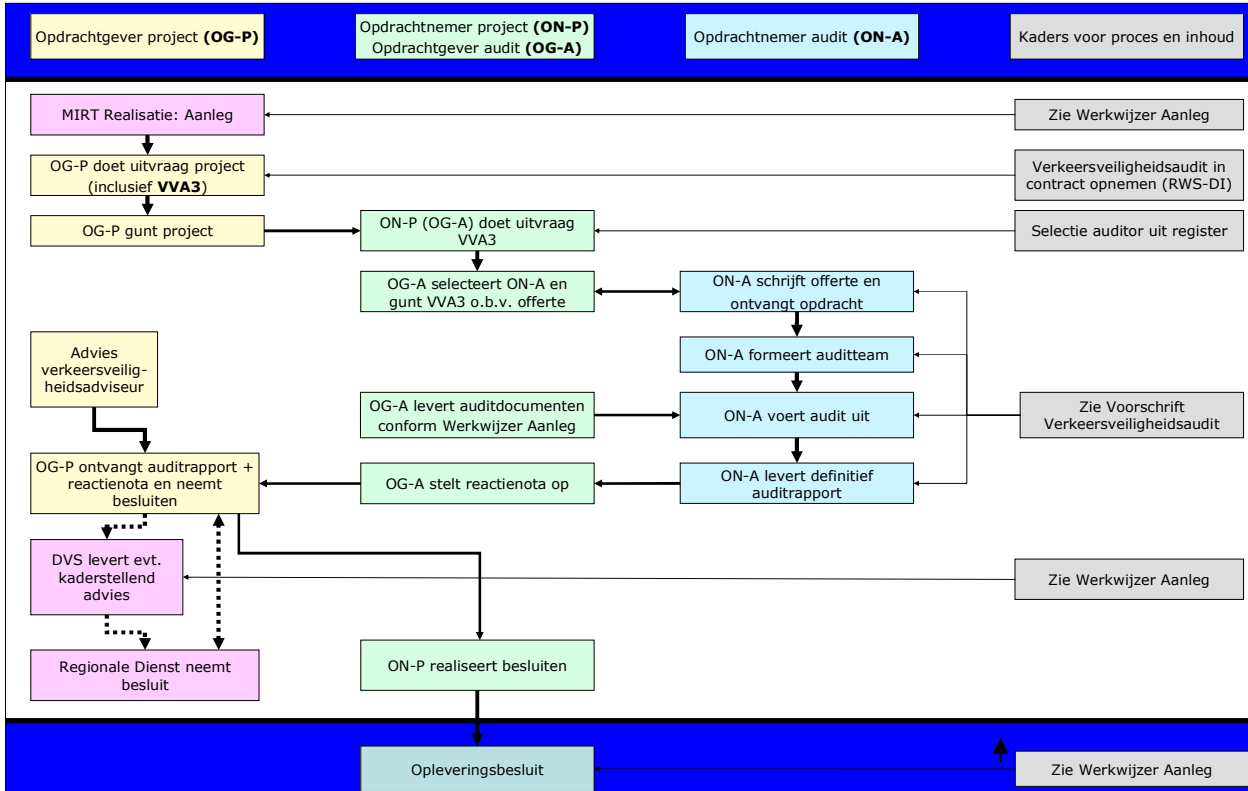 Opdrachtgever project (OG-P)
Opdrachtnemer project (ON-P)
Opdrachtgever audit (OG-A)
Opdrachtnemer audit (ON-A)
Kaders voor proces en inhoud
MIRT Realisatie: Aanleg
Zie Werkwijzer Aanleg
OG-P doet uitvraag project
(inclusief VVA3)
Verkeersveiligheidsaudit in
contract opnemen (RWS-DI)
OG-P gunt project
ON-P (OG-A) doet uitvraag
VVA3
Selectie auditor uit register
OG-A selecteert ON-A en
gunt VVA3 o.b.v. offerte
ON-A schrijft offerte en
ontvangt opdracht
Advies
verkeersveilig-
heidsadviseur
ON-A formeert auditteam
OG-A levert auditdocumenten
conform Werkwijzer Aanleg
ON-A voert audit uit
Zie Voorschrift
Verkeersveiligheidsaudit
OG-P ontvangt auditrapport +
reactienota en neemt
besluiten
OG-A stelt reactienota op
ON-A levert definitief
auditrapport
DVS levert evt.
kaderstellend
advies
Zie Werkwijzer Aanleg
Regionale Dienst neemt
besluit
ON-P realiseert besluiten
Opleveringsbesluit
Zie Werkwijzer Aanleg